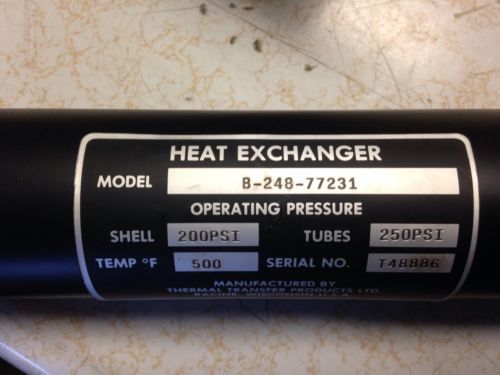 HEAT EXCHANGER
MODEL B-248-77231
OPERATING PRESSURE
SHELL 200PSI TUBES 250PSI
TEMP °F 500 SERIAL NO. T48886
MANUFACTURED BY
THERMAL TRANSFER PRODUCTS LTD.
RACINE, WISCONSIN U.S.A.